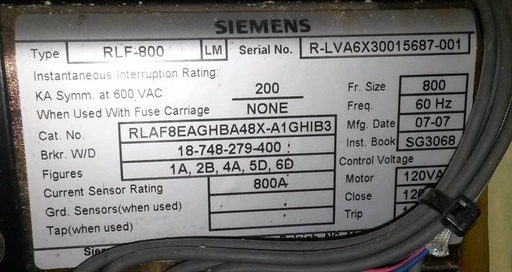 SIEMENS
Type RLF-800 LM Serial No. R-LVA6X30015687-001
Instantaneous Interruption Rating:
KA Symm. at 600 VAC 200 Fr. Size 800
When Used With Fuse Carriage NONE Freq. 60 Hz
Cat. No. RLAF8EAGHBA48X-A1GHIB3 Mfg. Date 07-07
Brkr. W/D 18-748-279-400 Inst. Book SG3068
Figures 1A, 2B, 4A, 5D, 6D Control Voltage
Current Sensor Rating 800A Motor 120VA
Grd. Sensors(when used) Close
Tap(when used) Trip